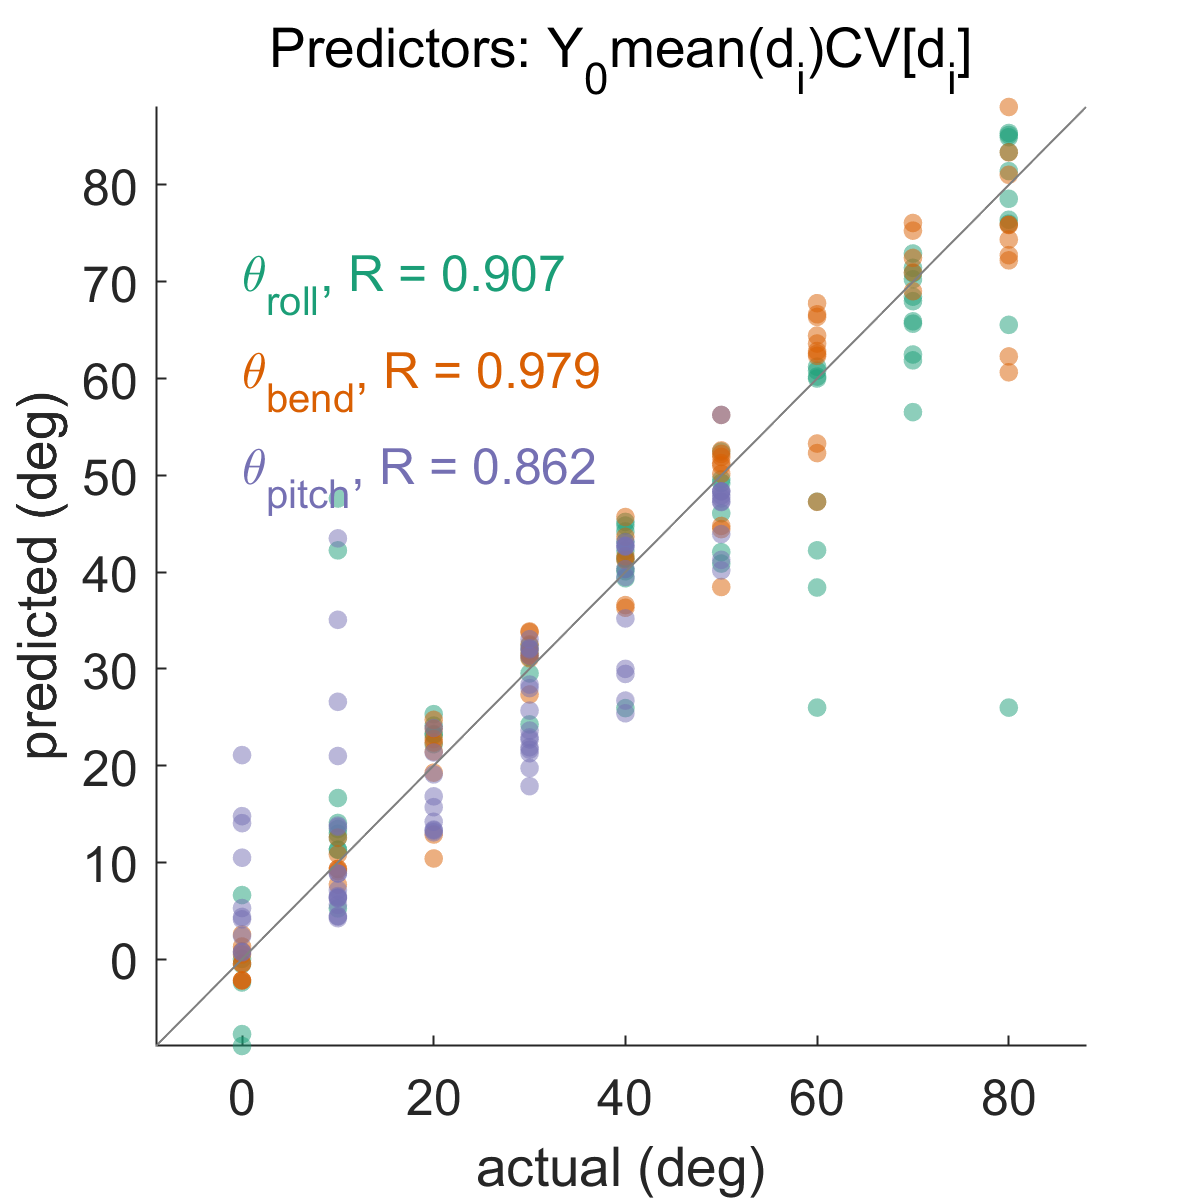 Predictors: Y₀mean(dᵢ)CV[dᵢ]
θroll, R = 0.907
θbend, R = 0.979
θpitch, R = 0.862
predicted (deg)
80
70
60
50
40
30
20
10
0
0 20 40 60 80
actual (deg)